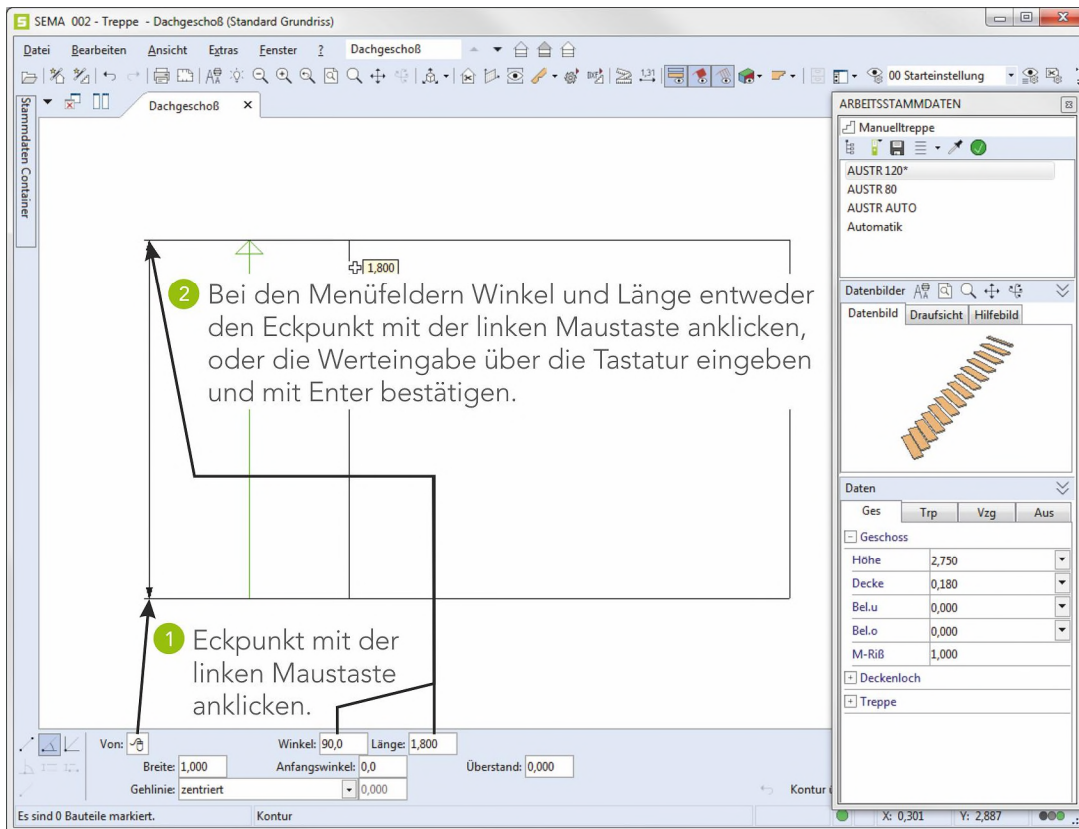 SEMA 002 - Treppe - Dachgeschoß (Standard Grundriss)
Datei Bearbeiten Ansicht Extras Fenster ? Dachgeschoß
00 Starteinstellung
Stammdaten Container
Dachgeschoß
ARBEITSSTAMMDATEN
Manuelltreppe
AUSTR 120*
AUSTR 80
AUSTR AUTO
Automatik
1,800
2 Bei den Menüfeldern Winkel und Länge entweder
den Eckpunkt mit der linken Maustaste anklicken,
oder die Werteingabe über die Tastatur eingeben
und mit Enter bestätigen.
Datenbilder
Datenbild Draufsicht Hilfebild
Daten
Ges Trp Vzg Aus
Geschoss
Höhe 2,750
Decke 0,180
Bel.u 0,000
Bel.o 0,000
M-Riß 1,000
Deckenloch
Treppe
1 Eckpunkt mit der
linken Maustaste
anklicken.
Von: Winkel: 90,0 Länge: 1,800
Breite: 1,000 Anfangswinkel: 0,0 Überstand: 0,000
Gehlinie: zentriert 0,000
Kontur
Es sind 0 Bauteile markiert. Kontur X: 0,301 Y: 2,887